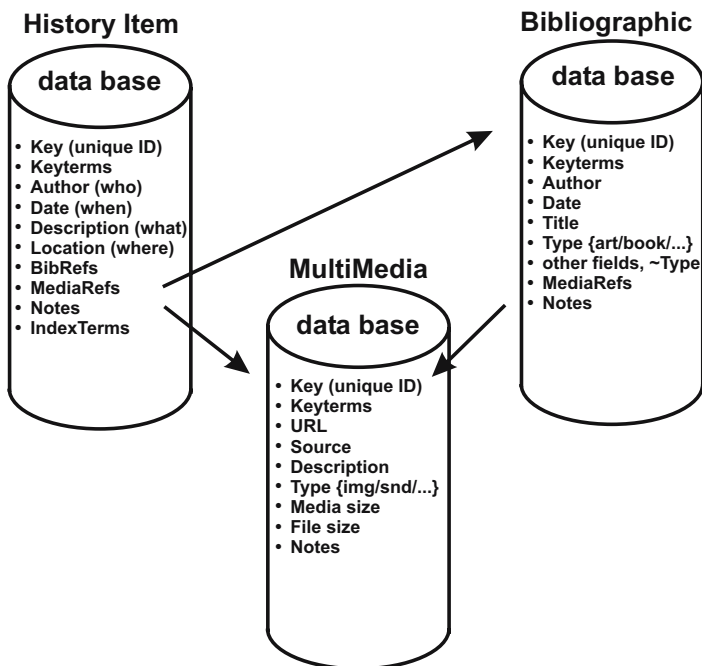 History Item
data base
• Key (unique ID)
• Keyterms
• Author (who)
• Date (when)
• Description (what)
• Location (where)
• BibRefs
• MediaRefs
• Notes
• IndexTerms
Bibliographic
data base
• Key (unique ID)
• Keyterms
• Author
• Date
• Title
• Type {art/book/...}
• other fields, ~Type
• MediaRefs
• Notes
MultiMedia
data base
• Key (unique ID)
• Keyterms
• URL
• Source
• Description
• Type {img/snd/...}
• Media size
• File size
• Notes